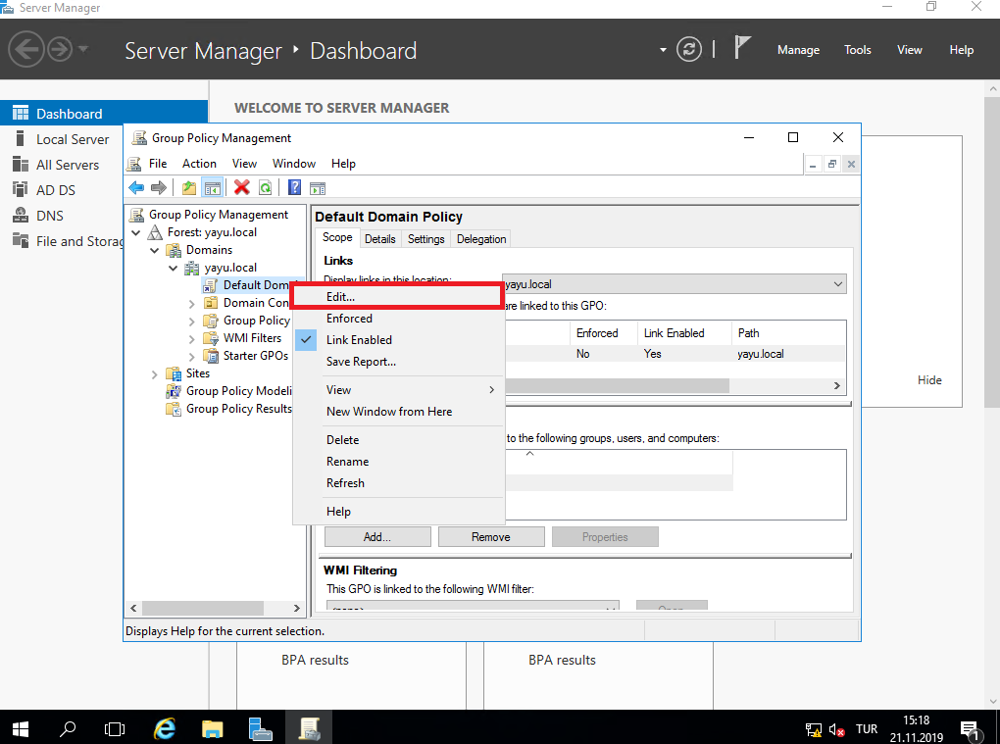 Server Manager
Server Manager ‣ Dashboard
Manage
Tools
View
Help
Dashboard
Local Server
All Servers
AD DS
DNS
File and Storag
WELCOME TO SERVER MANAGER
Group Policy Management
File
Action
View
Window
Help
Group Policy Management
Forest: yayu.local
Domains
yayu.local
Default Dom
Domain Con
Group Policy
WMI Filters
Starter GPOs
Sites
Group Policy Modeli
Group Policy Results
Default Domain Policy
Scope
Details
Settings
Delegation
Links
Display links in this location:
yayu.local
are linked to this GPO:
Enforced
Link Enabled
Path
No
Yes
yayu.local
Edit...
Enforced
Link Enabled
Save Report...
View
New Window from Here
Delete
Rename
Refresh
Help
to the following groups, users, and computers:
Add...
Remove
Properties
WMI Filtering
This GPO is linked to the following WMI filter:
<none>
Open
Displays Help for the current selection.
Hide
BPA results
BPA results
TUR
15:18
21.11.2019
1